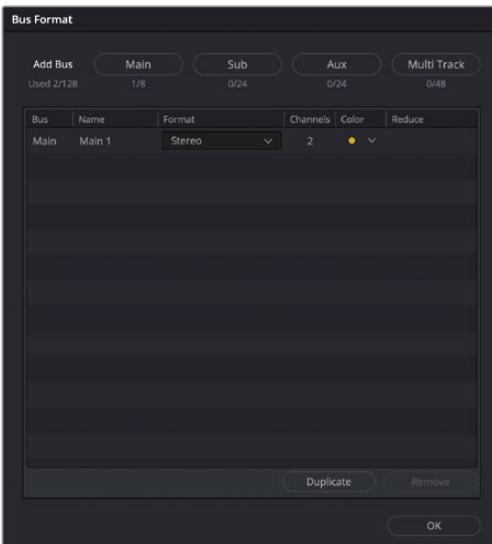 Bus Format
Add Bus Main Sub Aux Multi Track
Used 2/128 1/8 0/24 0/24 0/48
Bus Name Format Channels Color Reduce
Main Main 1 Stereo 2
Duplicate Remove
OK